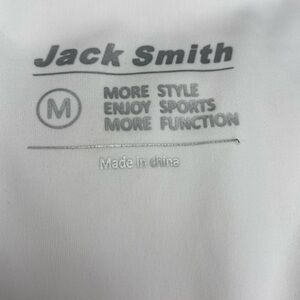 Jack Smith
M
MORE STYLE
ENJOY SPORTS
MORE FUNCTION
Made in china